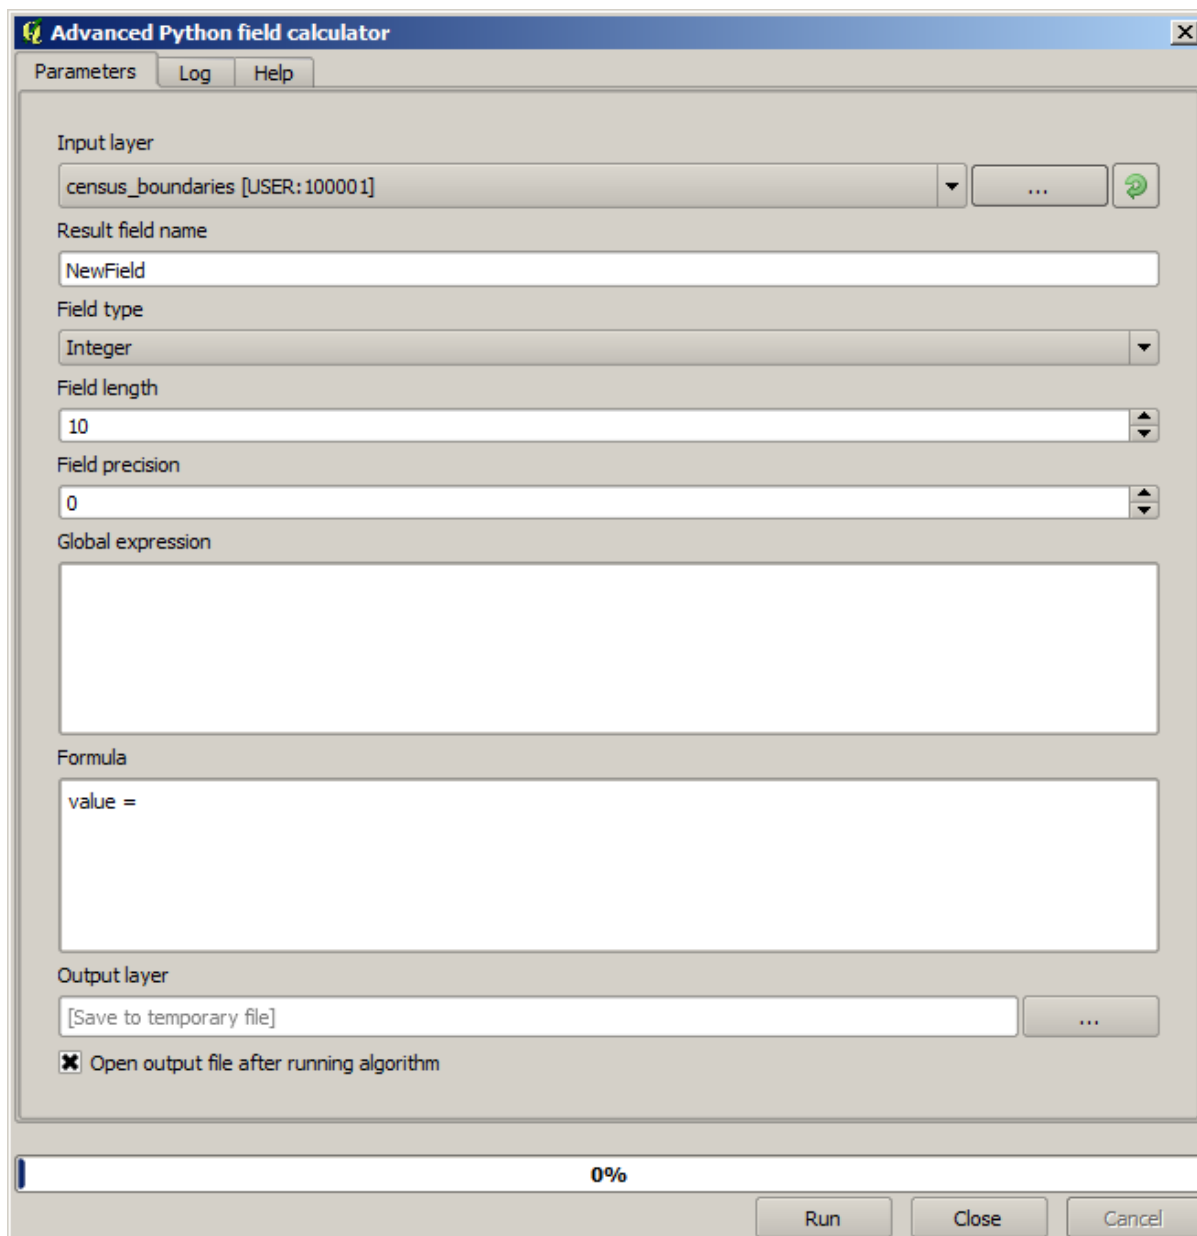 Advanced Python field calculator
Parameters Log Help
Input layer
census_boundaries [USER:100001] ...
Result field name
NewField
Field type
Integer
Field length
10
Field precision
0
Global expression
Formula
value =
Output layer
[Save to temporary file] ...
Open output file after running algorithm
0%
Run Close Cancel